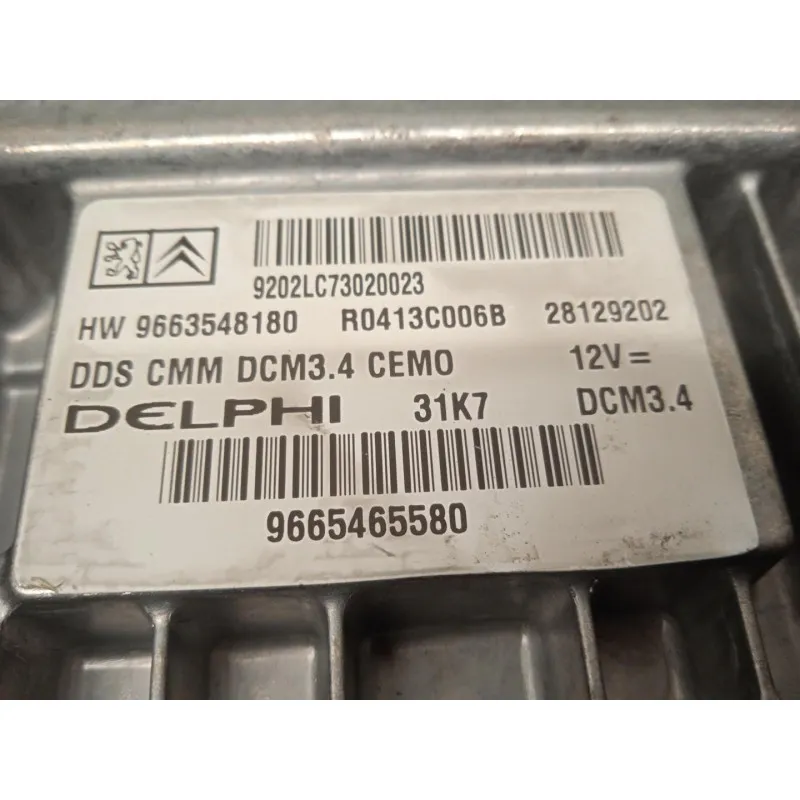 9202LC73020023
HW 9663548180 R0413C006B 28129202
DDS CMM DCM3.4 CEMO 12V =
DELPHI 31K7 DCM3.4
9665465580